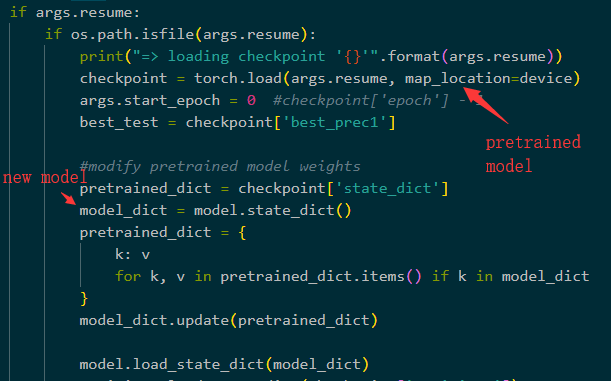 if args.resume:
if os.path.isfile(args.resume):
print("=> loading checkpoint '{}'".format(args.resume))
checkpoint = torch.load(args.resume, map_location=device)
args.start_epoch = 0 #checkpoint['epoch'] -
best_test = checkpoint['best_prec1']
pretrained
model
#modify pretrained model weights
new model
pretrained_dict = checkpoint['state_dict']
model_dict = model.state_dict()
pretrained_dict = {
k: v
for k, v in pretrained_dict.items() if k in model_dict
}
model_dict.update(pretrained_dict)
model.load_state_dict(model_dict)